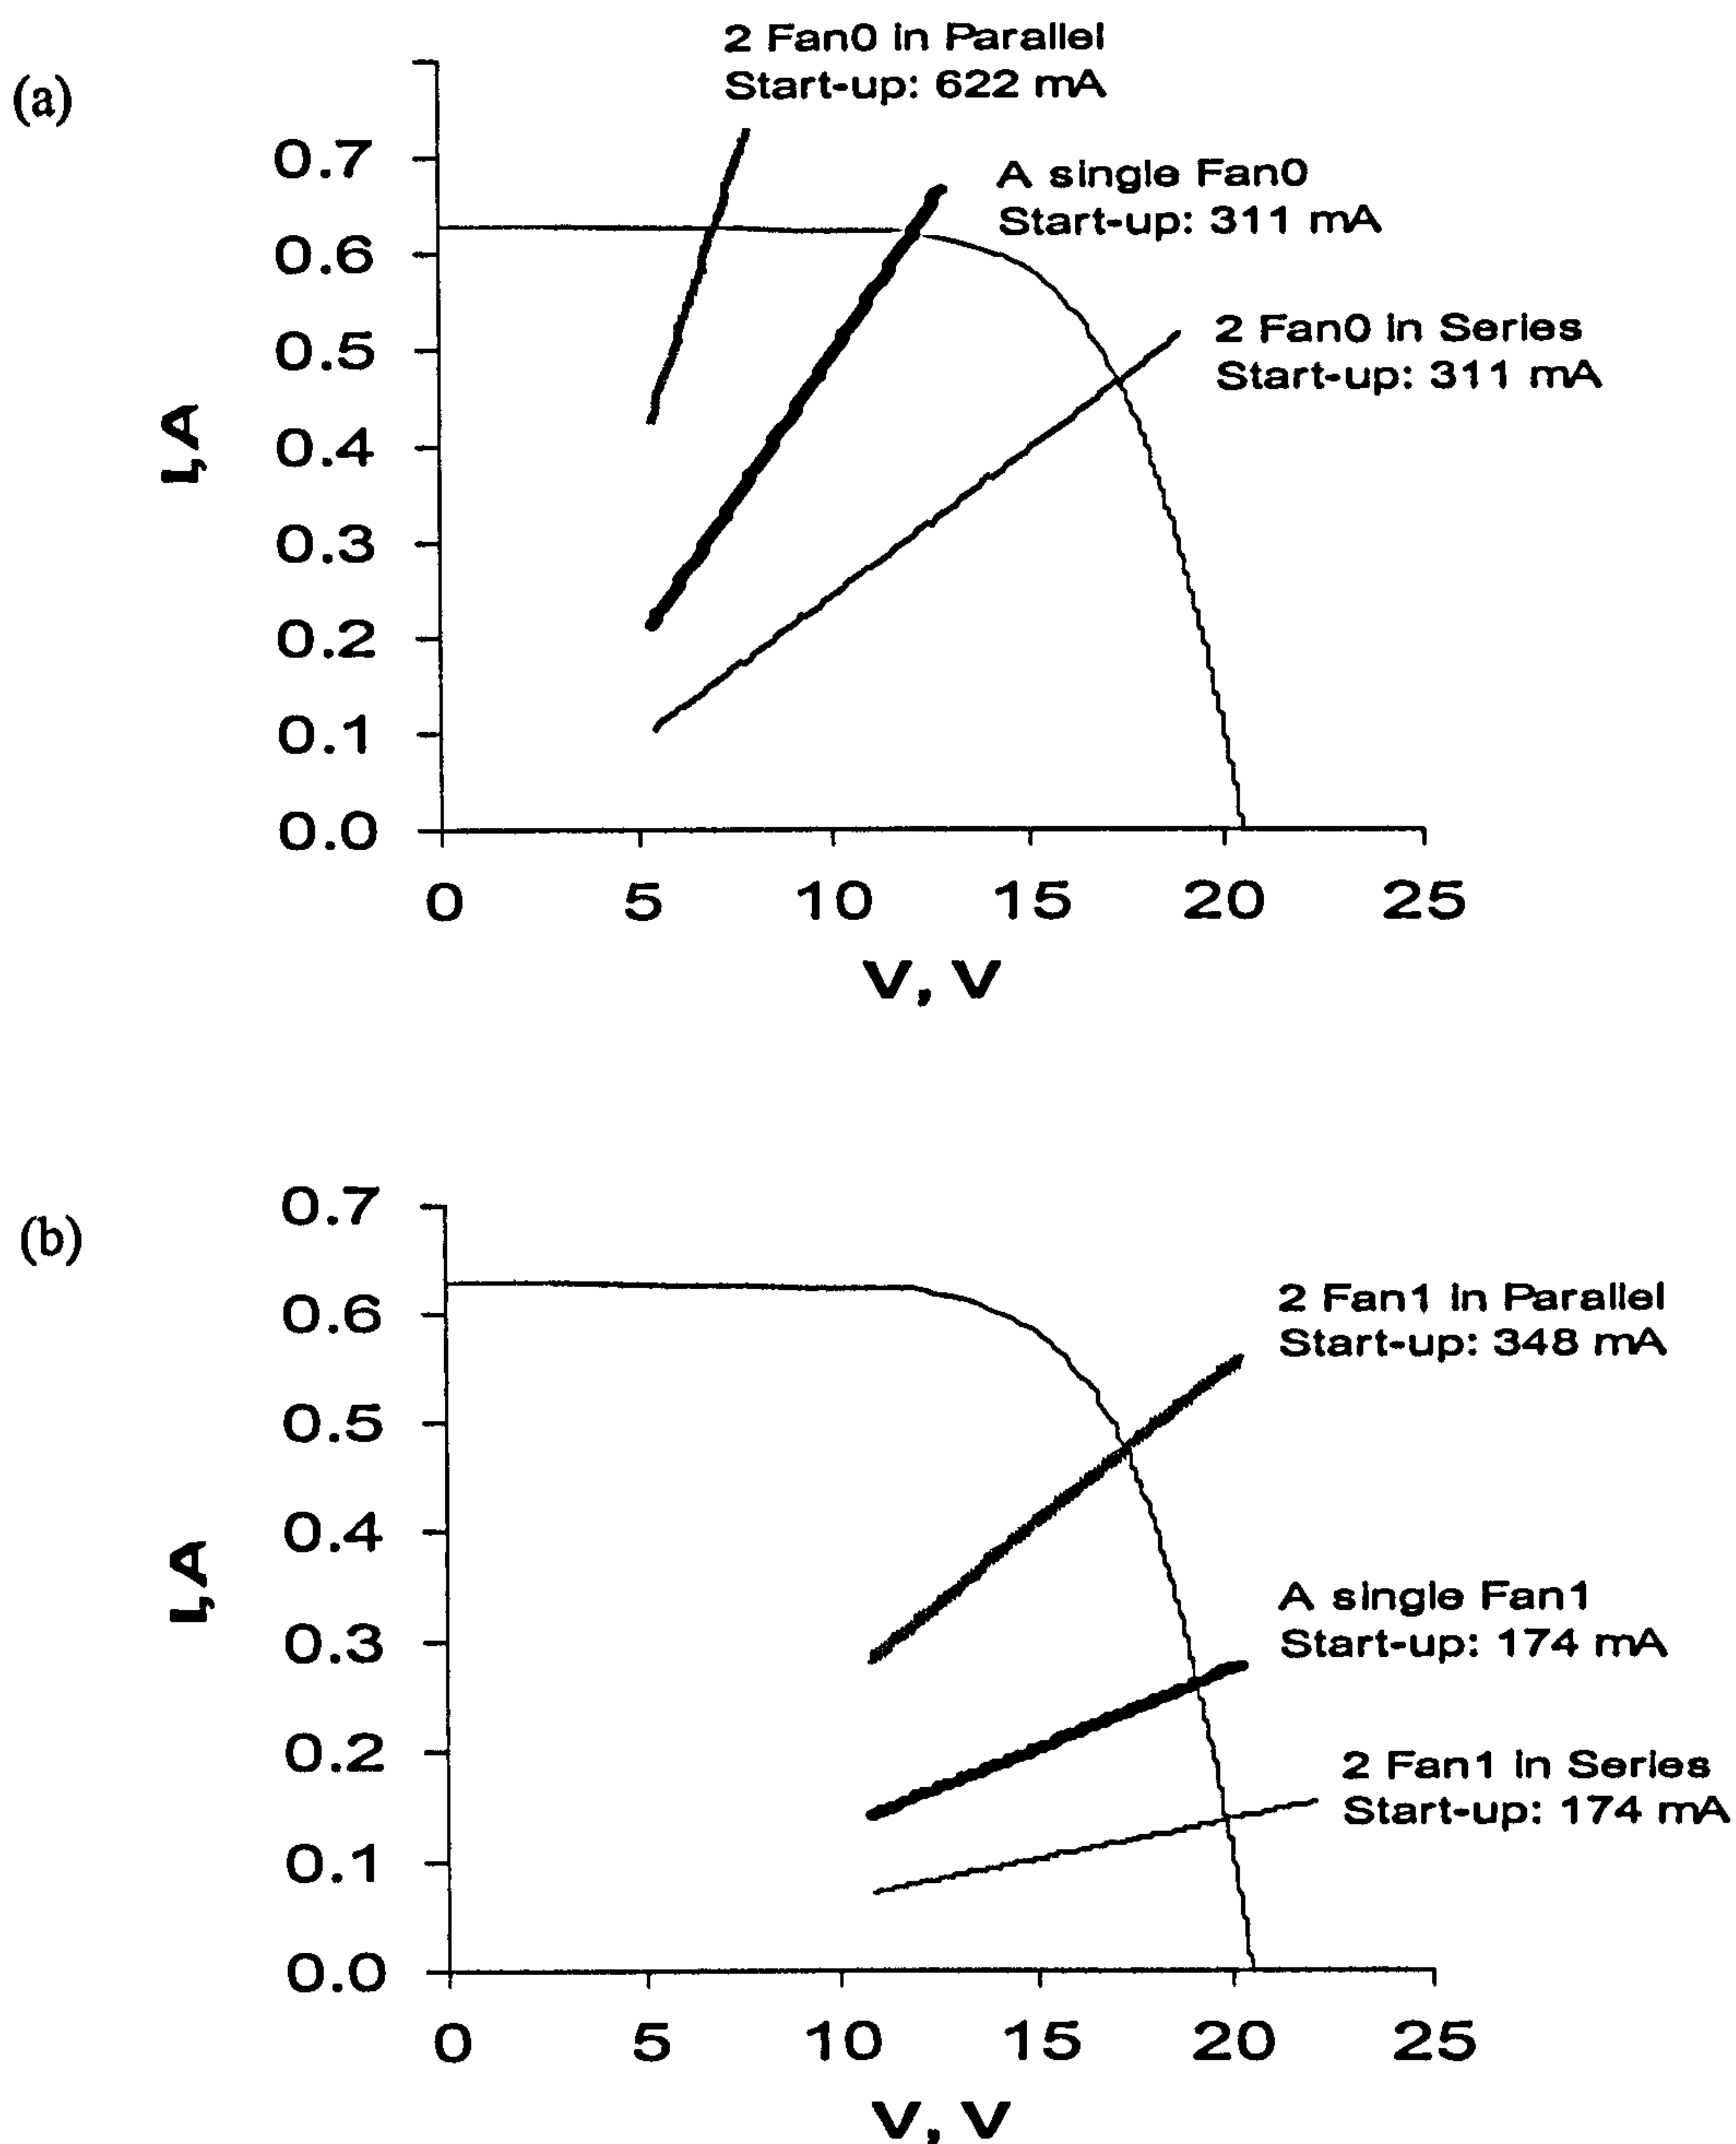 (a)
2 Fan0 in Parallel
Start-up: 622 mA
A single Fan0
Start-up: 311 mA
2 Fan0 in Series
Start-up: 311 mA
0.7
0.6
0.5
0.4
0.3
0.2
0.1
0.0
I,A
0 5 10 15 20 25
V, V
(b)
0.7
0.6
0.5
0.4
0.3
0.2
0.1
0.0
I,A
2 Fan1 in Parallel
Start-up: 348 mA
A single Fan1
Start-up: 174 mA
2 Fan1 in Series
Start-up: 174 mA
0 5 10 15 20 25
V, V